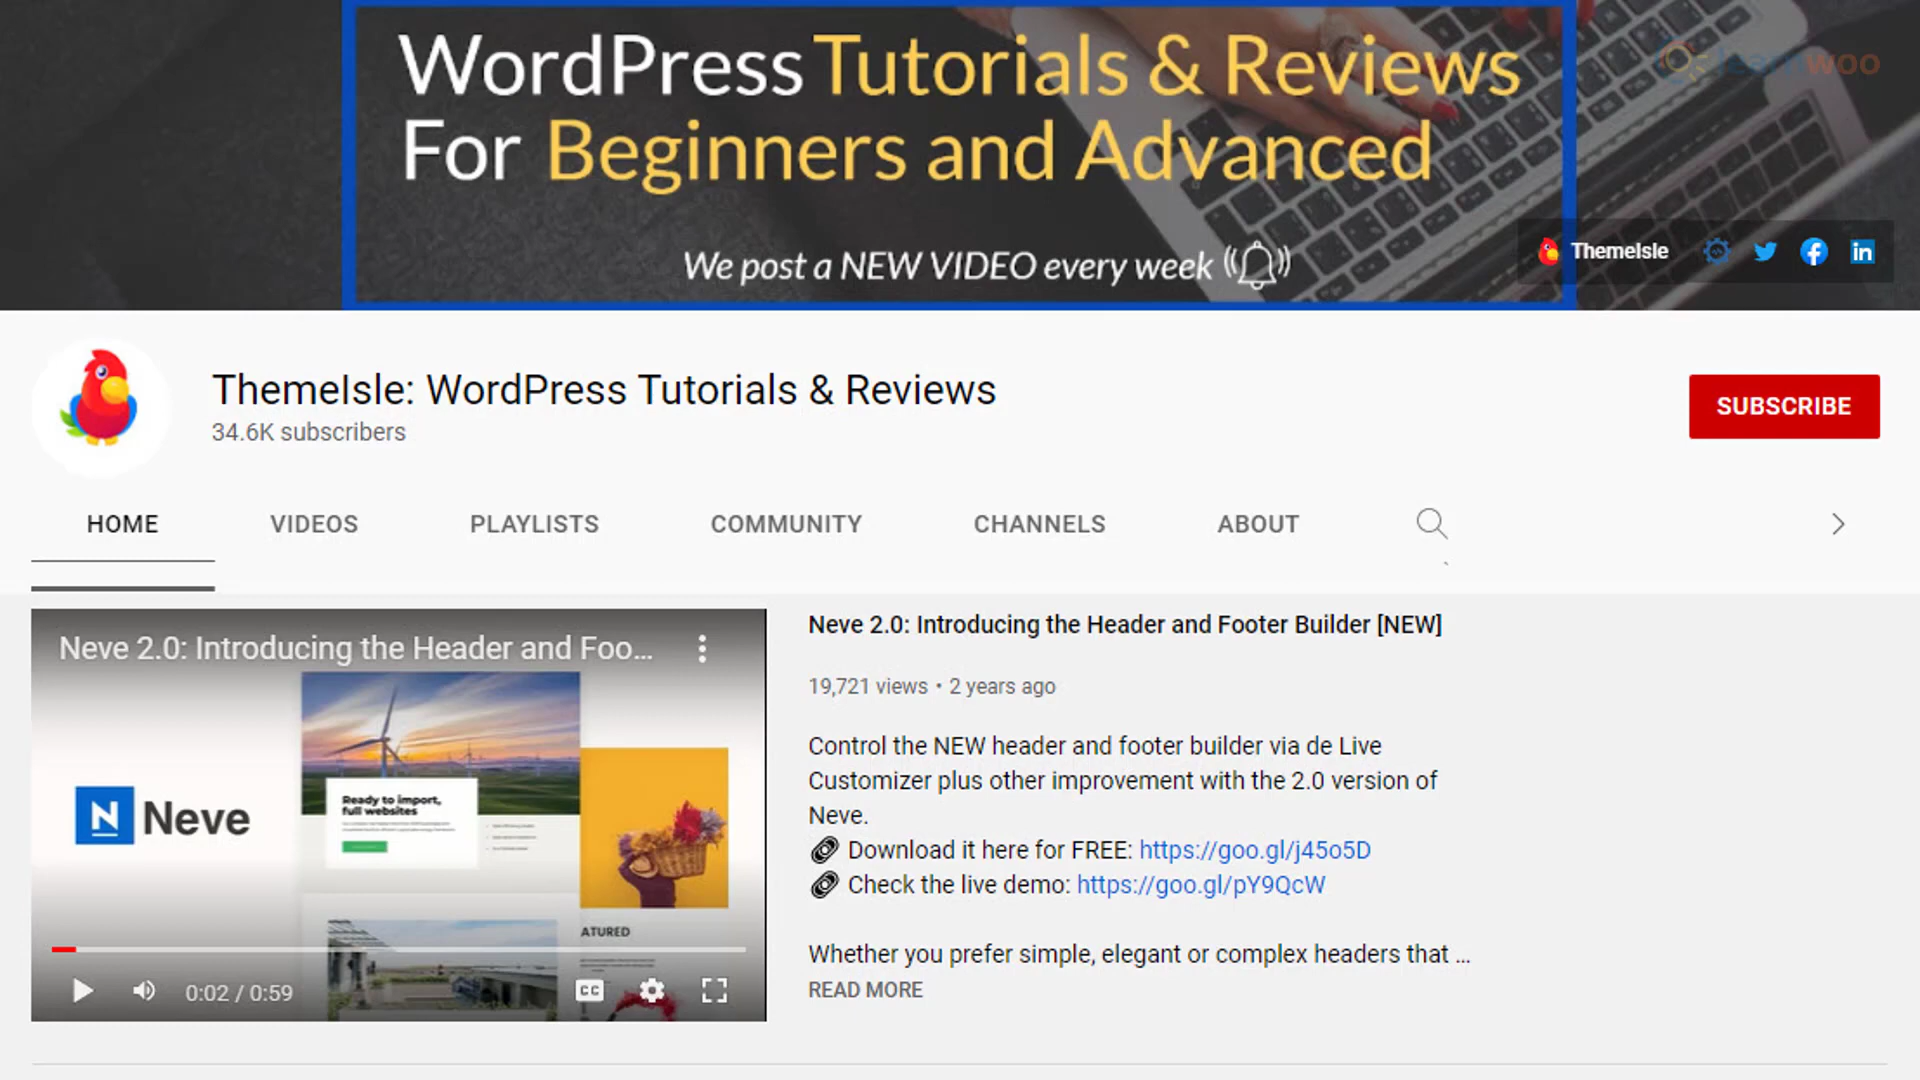 WordPress Tutorials & Reviews
For Beginners and Advanced
We post a NEW VIDEO every week
learnwoo
ThemeIsle
ThemeIsle: WordPress Tutorials & Reviews
34.6K subscribers
SUBSCRIBE
HOME VIDEOS PLAYLISTS COMMUNITY CHANNELS ABOUT
Neve 2.0: Introducing the Header and Foo...
Neve
Ready to import,
full websites
ATURED
0:02 / 0:59
CC
Neve 2.0: Introducing the Header and Footer Builder [NEW]
19,721 views • 2 years ago
Control the NEW header and footer builder via de Live
Customizer plus other improvement with the 2.0 version of
Neve.
Download it here for FREE: https://goo.gl/j45o5D
Check the live demo: https://goo.gl/pY9QcW
Whether you prefer simple, elegant or complex headers that ...
READ MORE